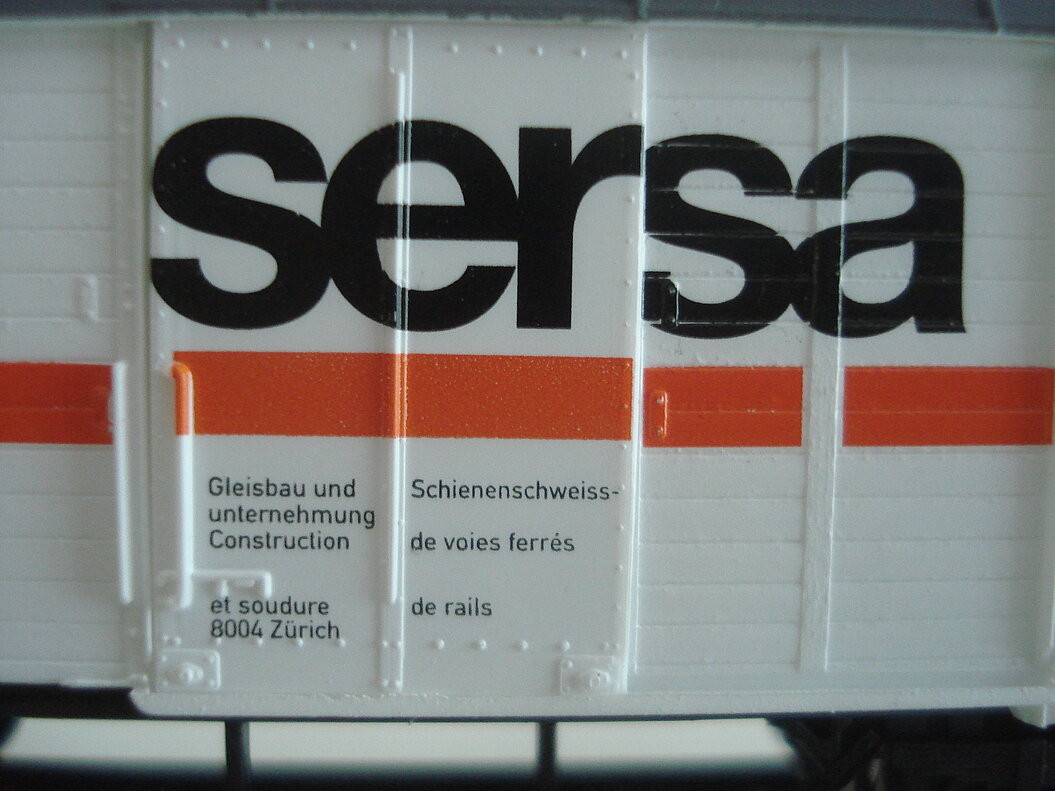 sersa
Gleisbau und Schienenschweiss-
unternehmung
Construction de voies ferrés
et soudure de rails
8004 Zürich